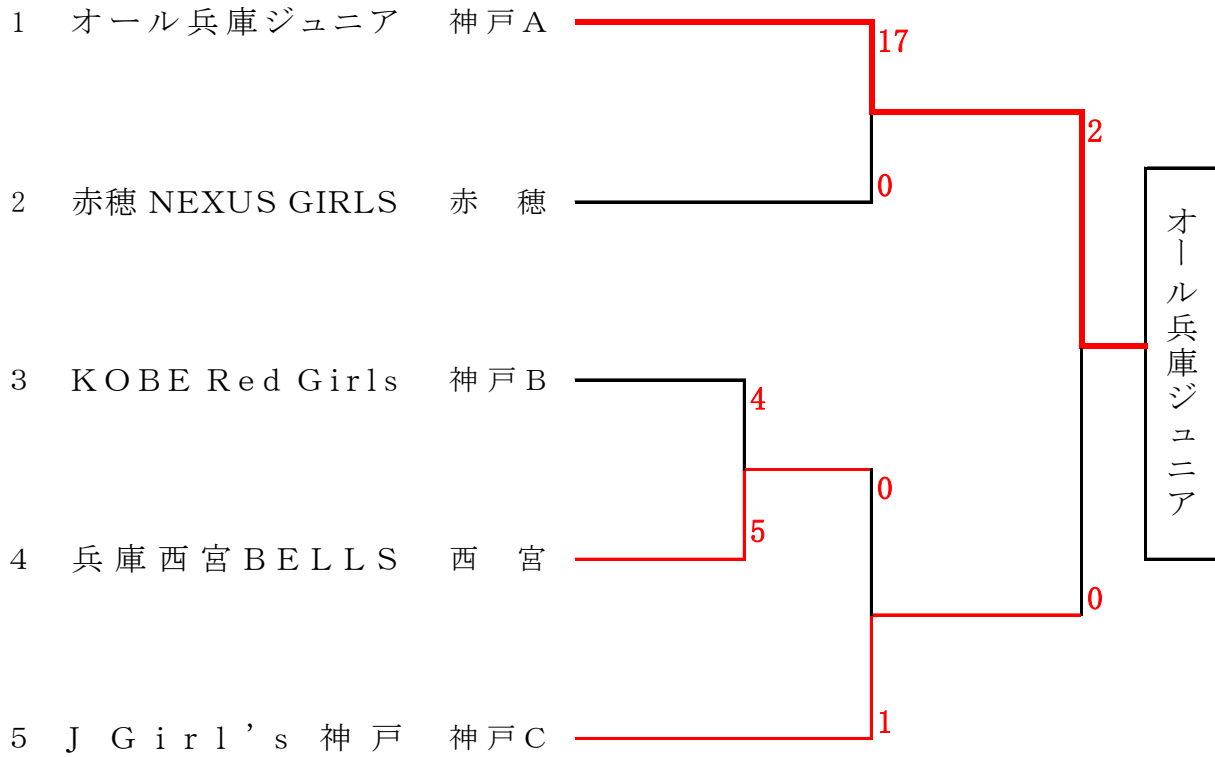 1 オール兵庫ジュニア 神戸A
17
2
2 赤穂 NEXUS GIRLS 赤 穂
0
オール兵庫ジュニア
3 KOBE Red Girls 神戸B
4
0
5
4 兵庫西宮BELLS 西 宮
0
1
5 J Girl's 神戸 神戸C